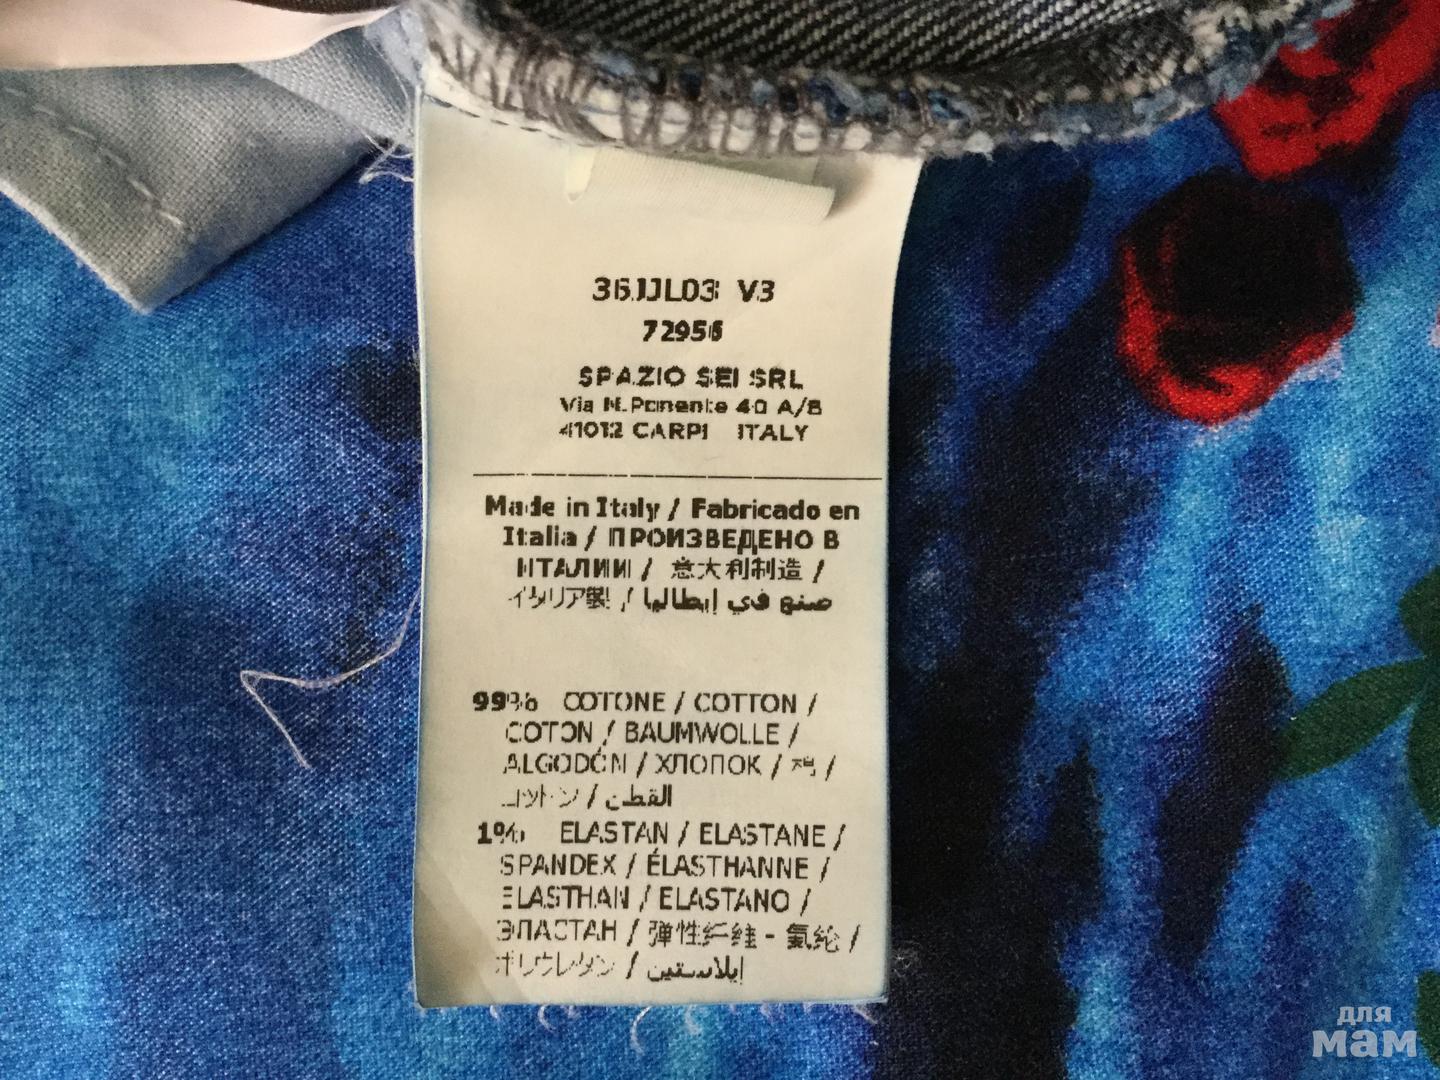 36JJL03 V3
72956
SPAZIO SEI SRL
Via N.Ponente 40 A/B
41012 CARPI ITALY
Made in Italy / Fabricado en
Italia / ПРОИЗВЕДЕНО В
ИТАЛИИ / 意大利制造 /
イタリア製 / صنع في إيطاليا
99% COTONE / COTTON /
COTON / BAUMWOLLE /
ALGODÓN / ХЛОПОК / /
コットン / القطن
1% ELASTAN / ELASTANE /
SPANDEX / ÉLASTHANNE /
ELASTHAN / ELASTANO /
ЭЛАСТАН / 弹性纤维 - 氨纶 /
ポリウレタン / إيلاستين
для
мам